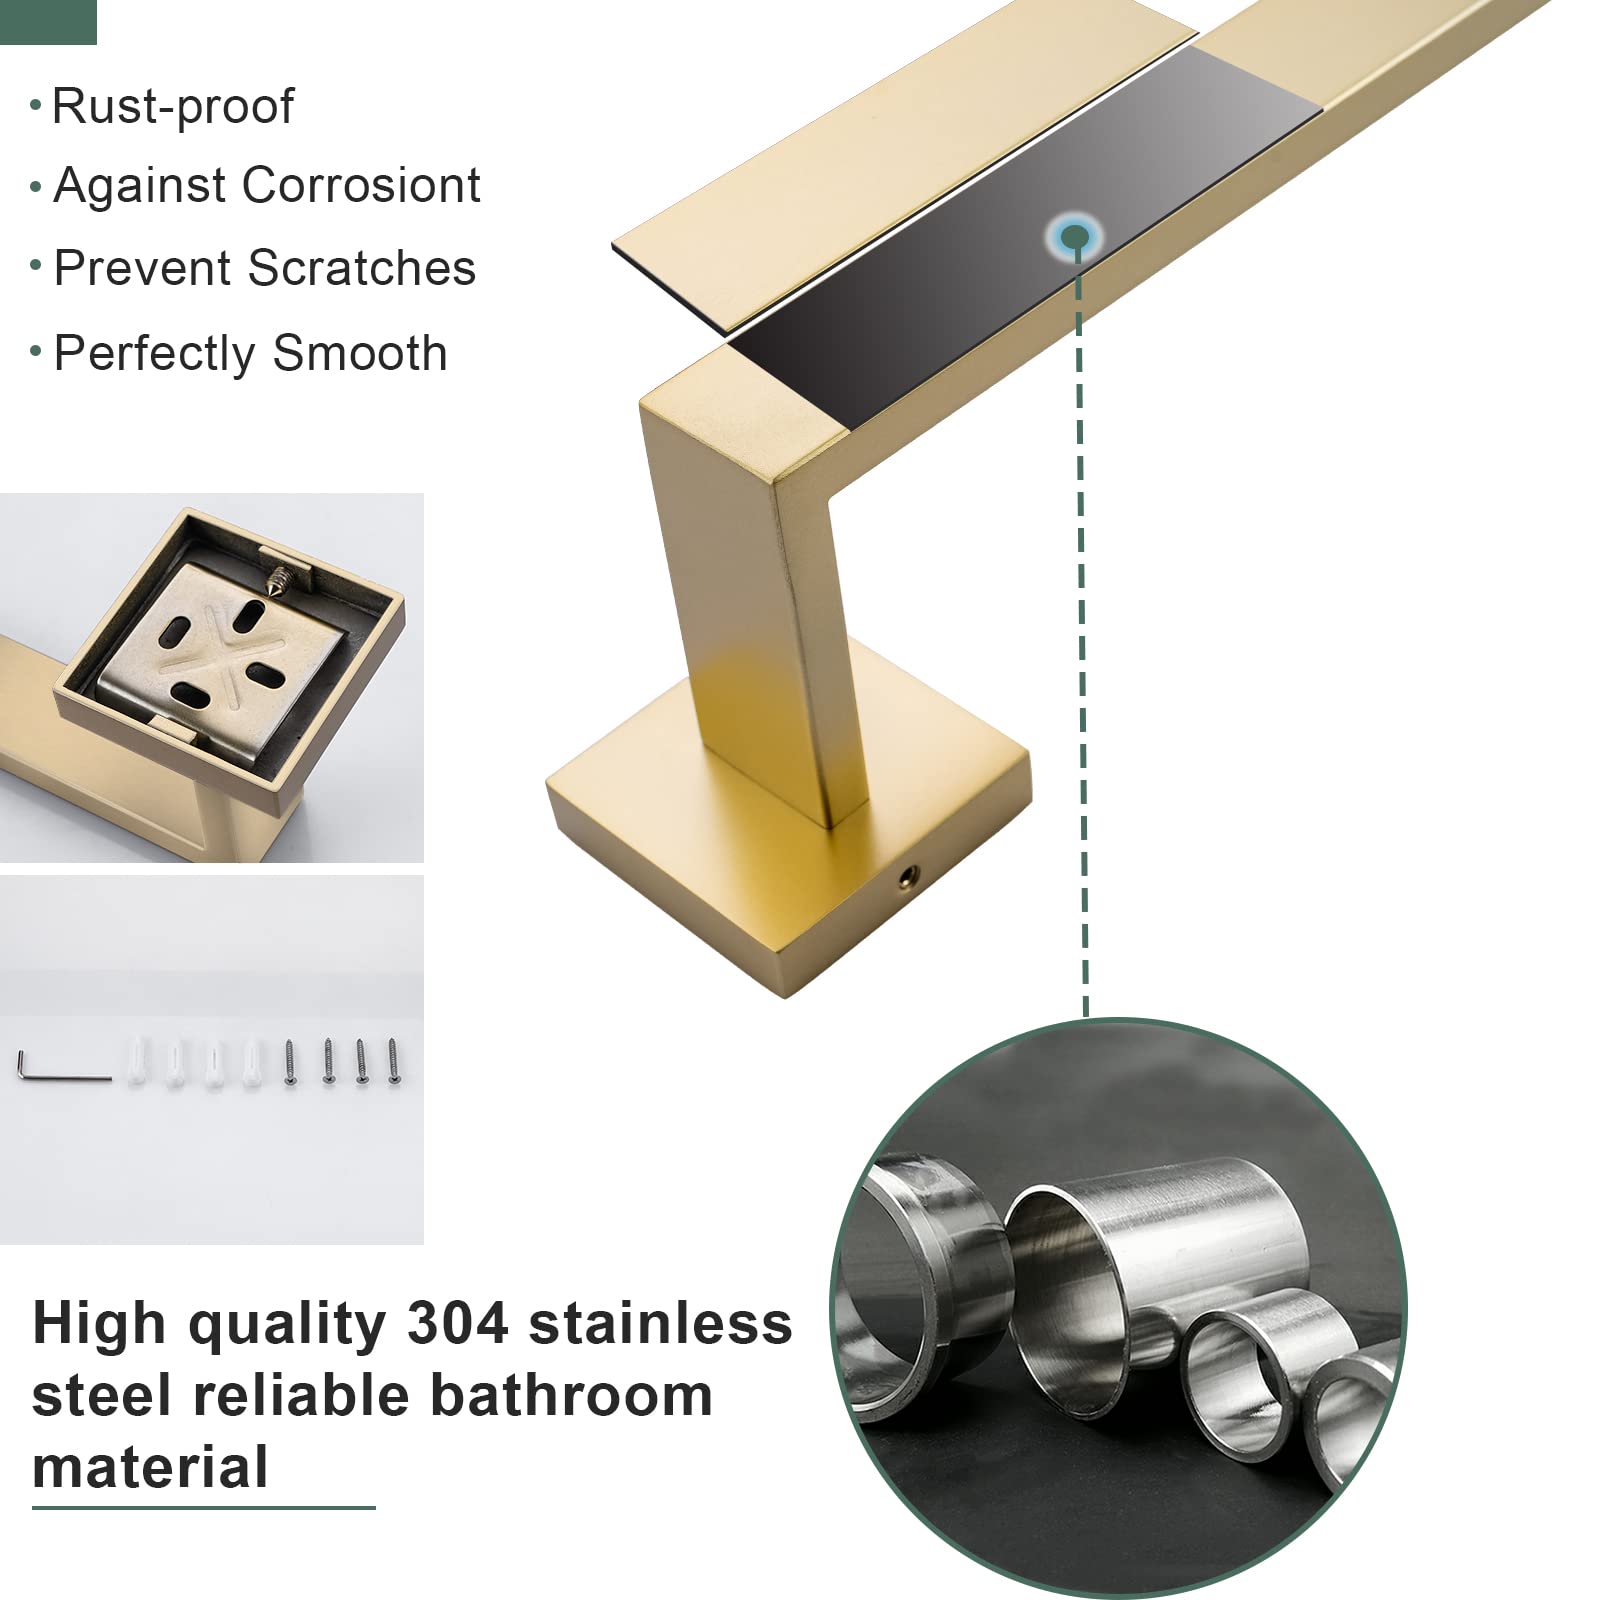 • Rust-proof
• Against Corrosiont
• Prevent Scratches
• Perfectly Smooth
High quality 304 stainless
steel reliable bathroom
material